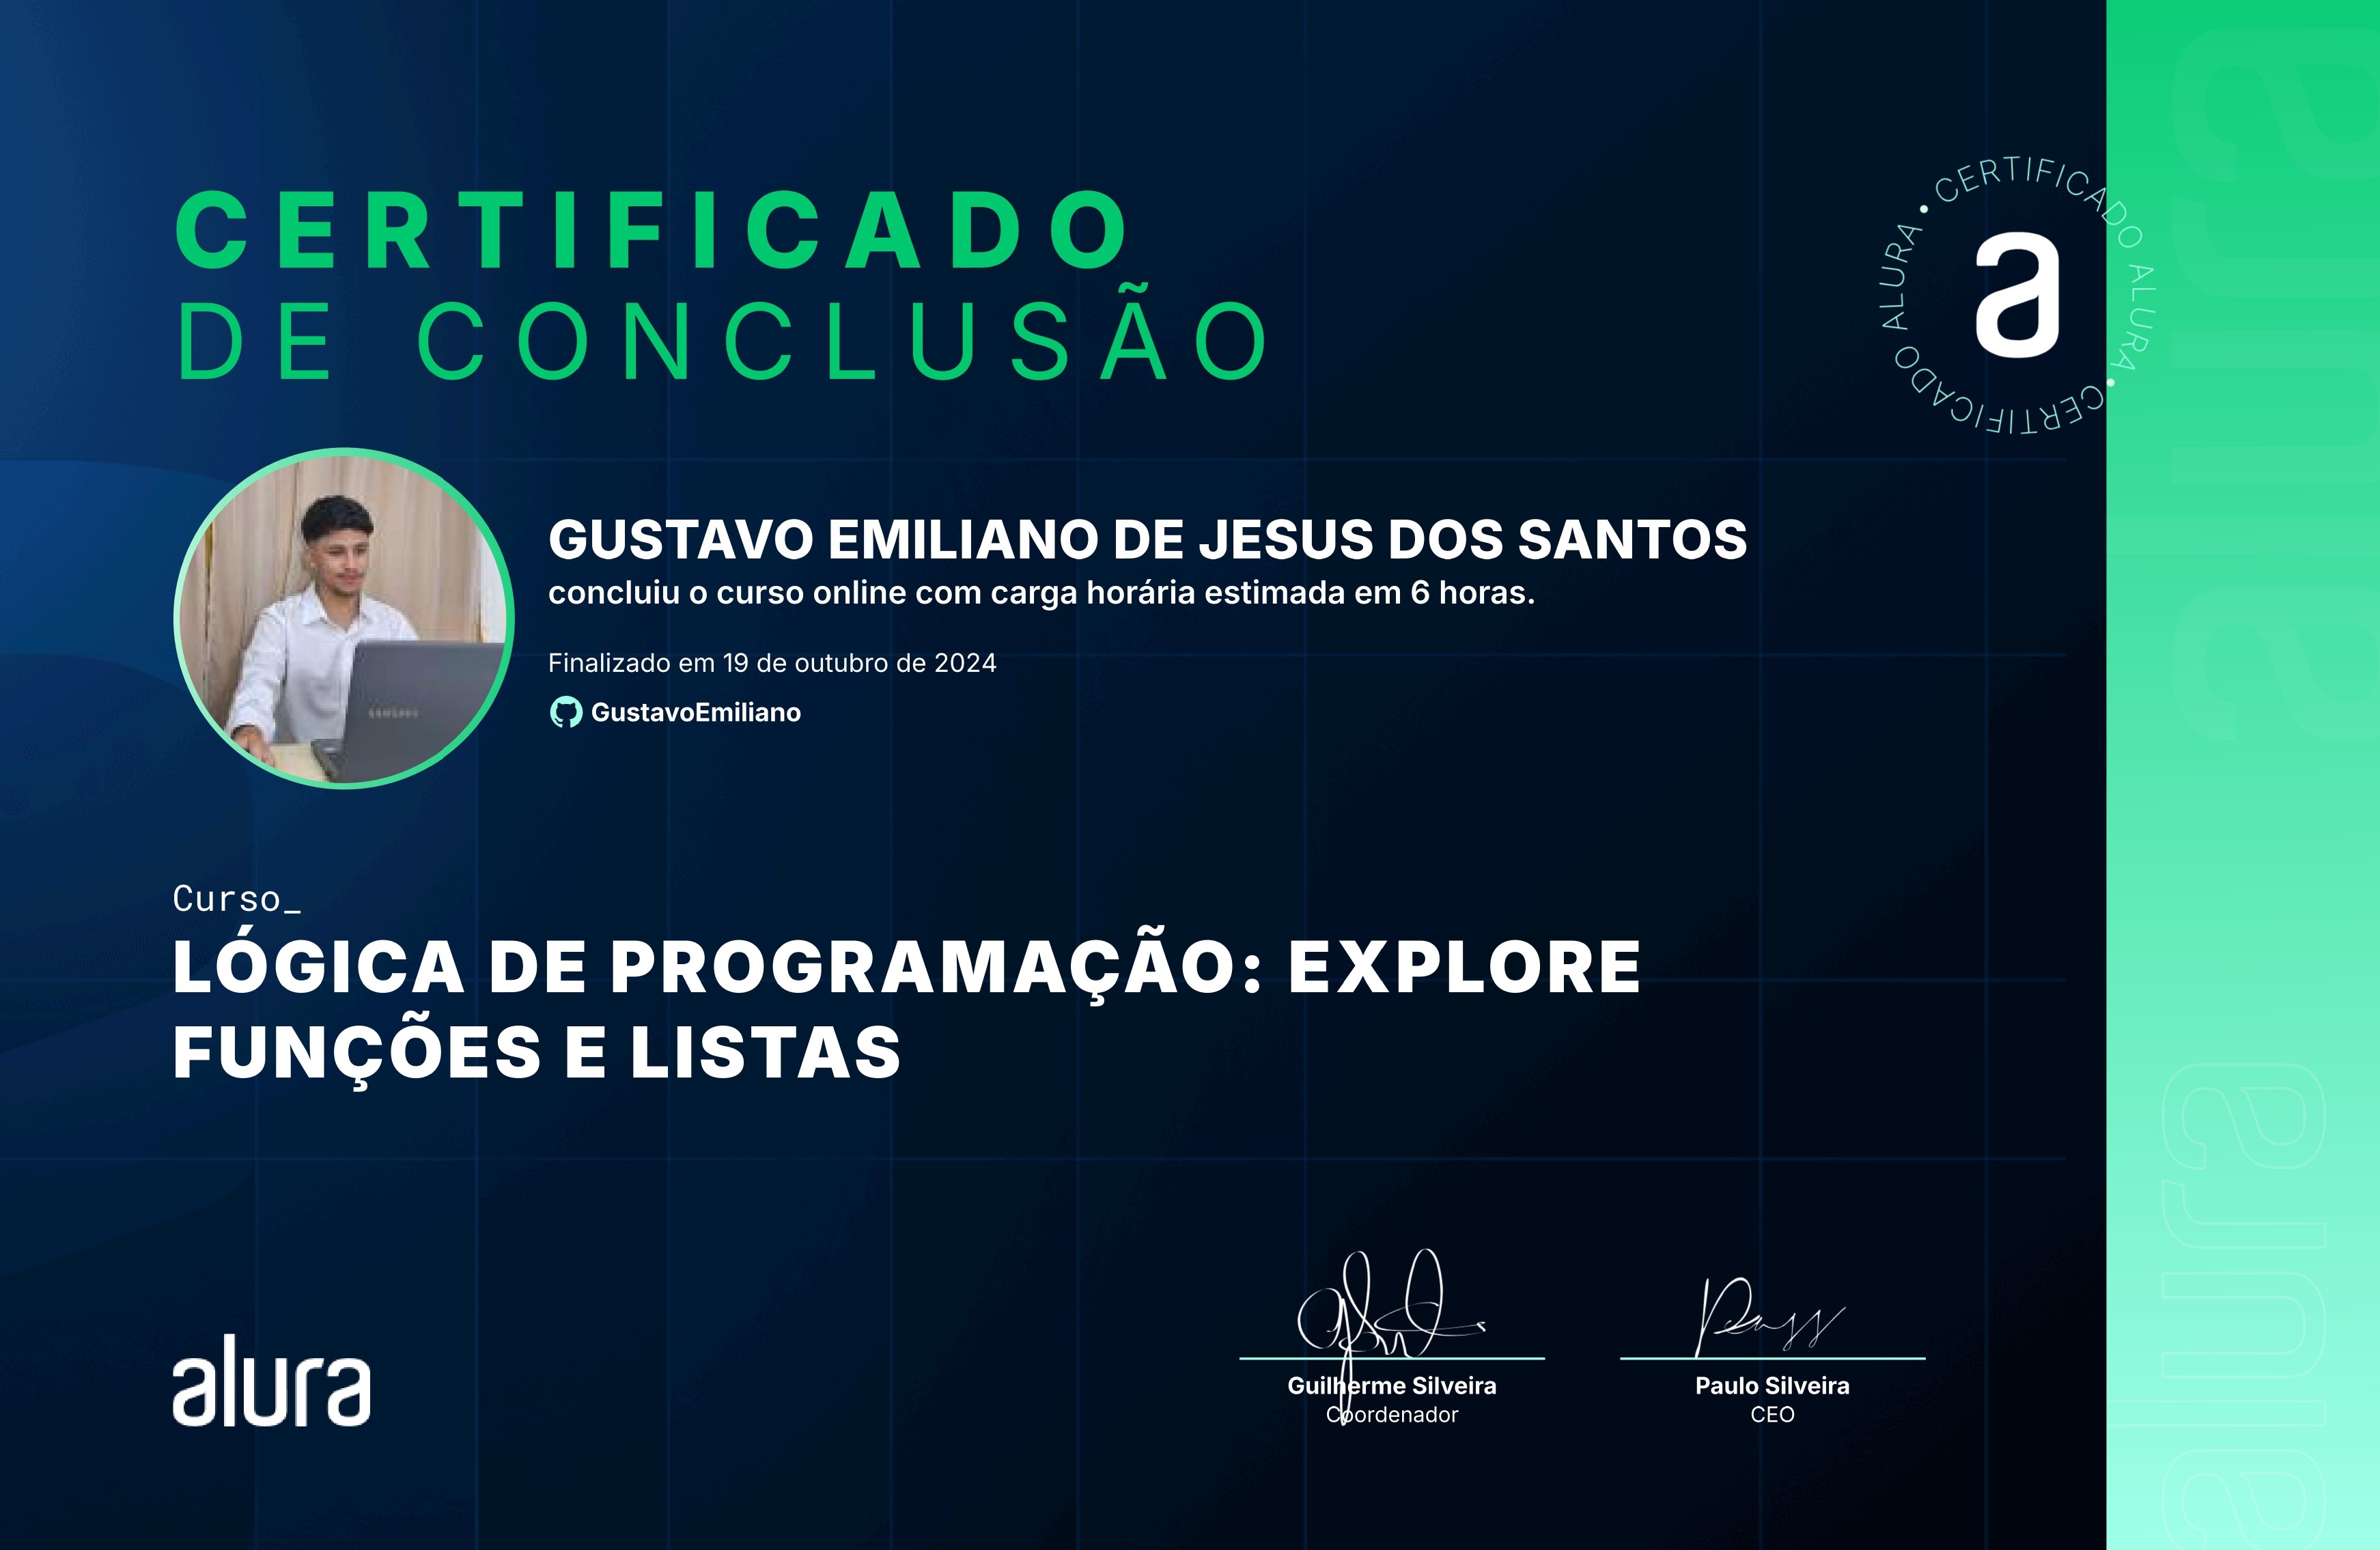 CERTIFICADO
DE CONCLUSÃO
CERTIFICADO ALURA • CERTIFICADO ALURA •
a
GUSTAVO EMILIANO DE JESUS DOS SANTOS
concluiu o curso online com carga horária estimada em 6 horas.
Finalizado em 19 de outubro de 2024
GustavoEmiliano
SAMSUNG
Curso_
LÓGICA DE PROGRAMAÇÃO: EXPLORE
FUNÇÕES E LISTAS
alura
Guilherme Silveira
Coordenador
Paulo Silveira
CEO
alura
alura